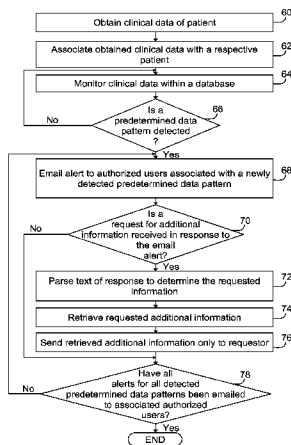 60
Obtain clinical data of patient
62
Associate obtained clinical data with a respective
patient
64
Monitor clinical data within a database
66
Is a
predetermined data
pattern detected
?
No
Yes
68
Email alert to authorized users associated with a newly
detected predetermined data pattern
70
Is a
request for additional
information received in response to
the email
alert?
No
Yes
72
Parse text of response to determine the requested
information
74
Retrieve requested additional information
76
Send retrieved additional information only to requestor
78
Have all
alerts for all detected
predetermined data patterns been emailed
to associated authorized
users?
No
Yes
END